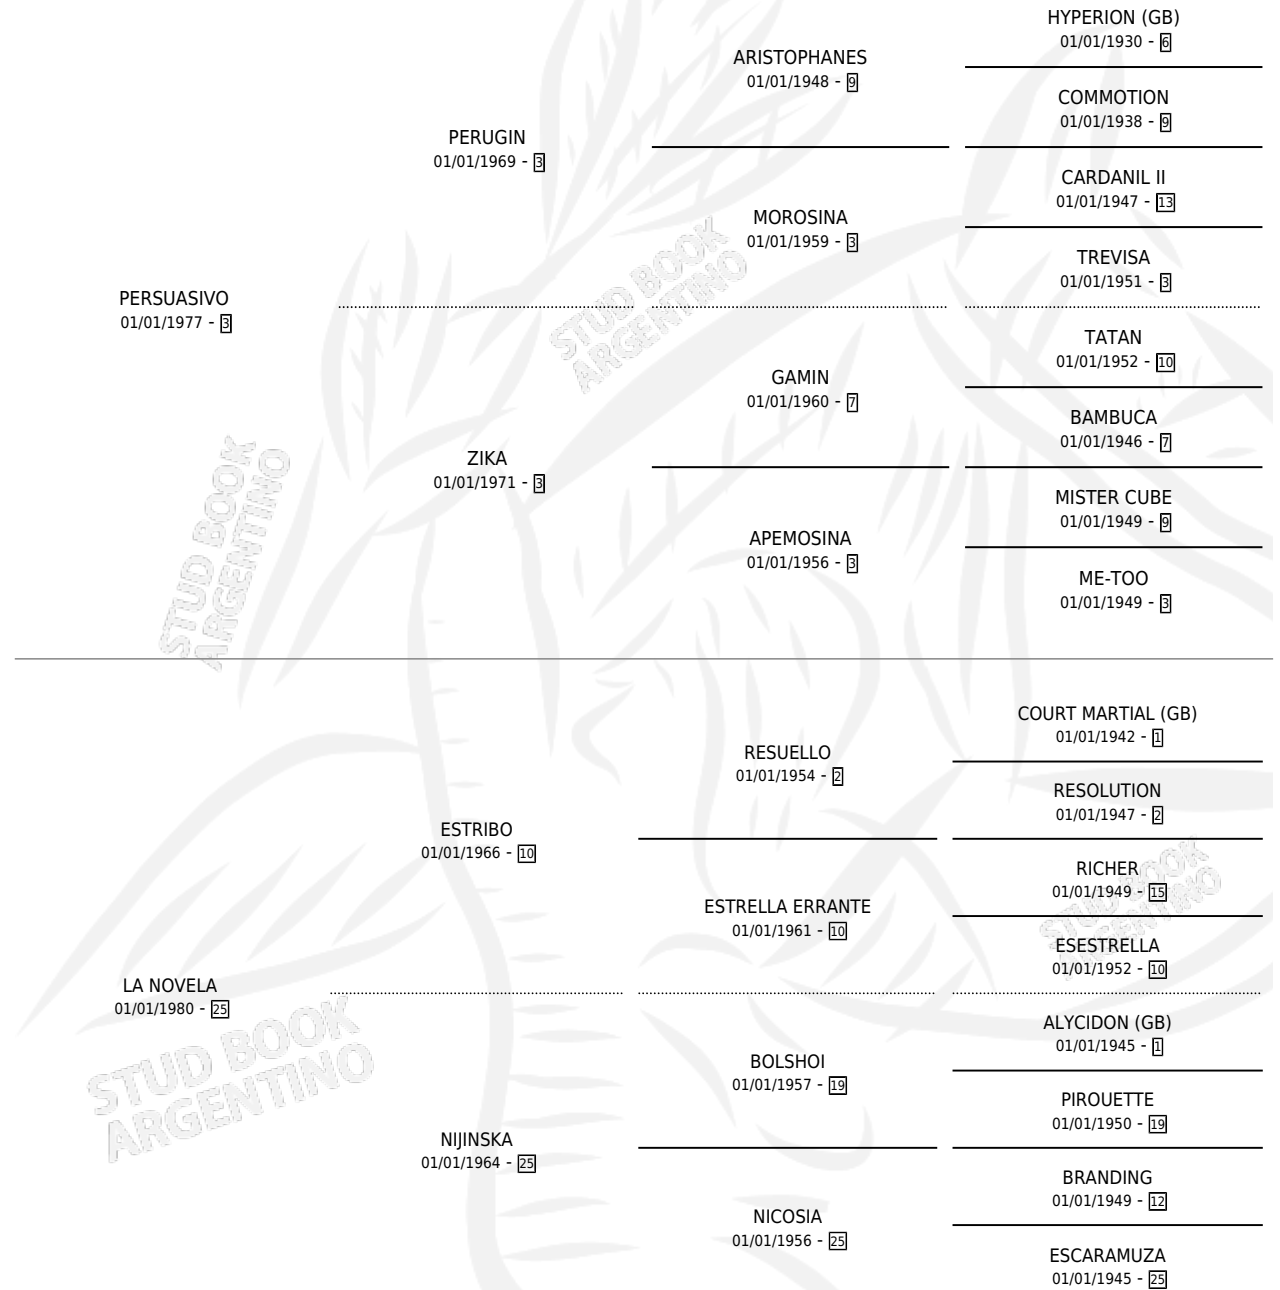 HYPERION (GB)
01/01/1930 - 6
ARISTOPHANES
01/01/1948 - 9
COMMOTION
01/01/1938 - 9
PERUGIN
01/01/1969 - 3
CARDANIL II
01/01/1947 - 13
MOROSINA
01/01/1959 - 3
TREVISA
01/01/1951 - 3
PERSUASIVO
01/01/1977 - 3
STUD BOOK
ARGENTINO
TATAN
01/01/1952 - 10
GAMIN
01/01/1960 - 7
BAMBUCA
01/01/1946 - 7
ZIKA
01/01/1971 - 3
MISTER CUBE
01/01/1949 - 9
APEMOSINA
01/01/1956 - 3
ME-TOO
01/01/1949 - 3
STUD BOOK
ARGENTINO
COURT MARTIAL (GB)
01/01/1942 - 1
RESUELLO
01/01/1954 - 2
RESOLUTION
01/01/1947 - 2
ESTRIBO
01/01/1966 - 10
RICHER
01/01/1949 - 15
ESTRELLA ERRANTE
01/01/1961 - 10
STUD BOOK
ARGENTINO
ESESTRELLA
01/01/1952 - 10
LA NOVELA
01/01/1980 - 25
ALYCIDON (GB)
01/01/1945 - 1
BOLSHOI
01/01/1957 - 19
STUD BOOK
ARGENTINO
PIROUETTE
01/01/1950 - 19
NIJINSKA
01/01/1964 - 25
BRANDING
01/01/1949 - 12
NICOSIA
01/01/1956 - 25
ESCARAMUZA
01/01/1945 - 25